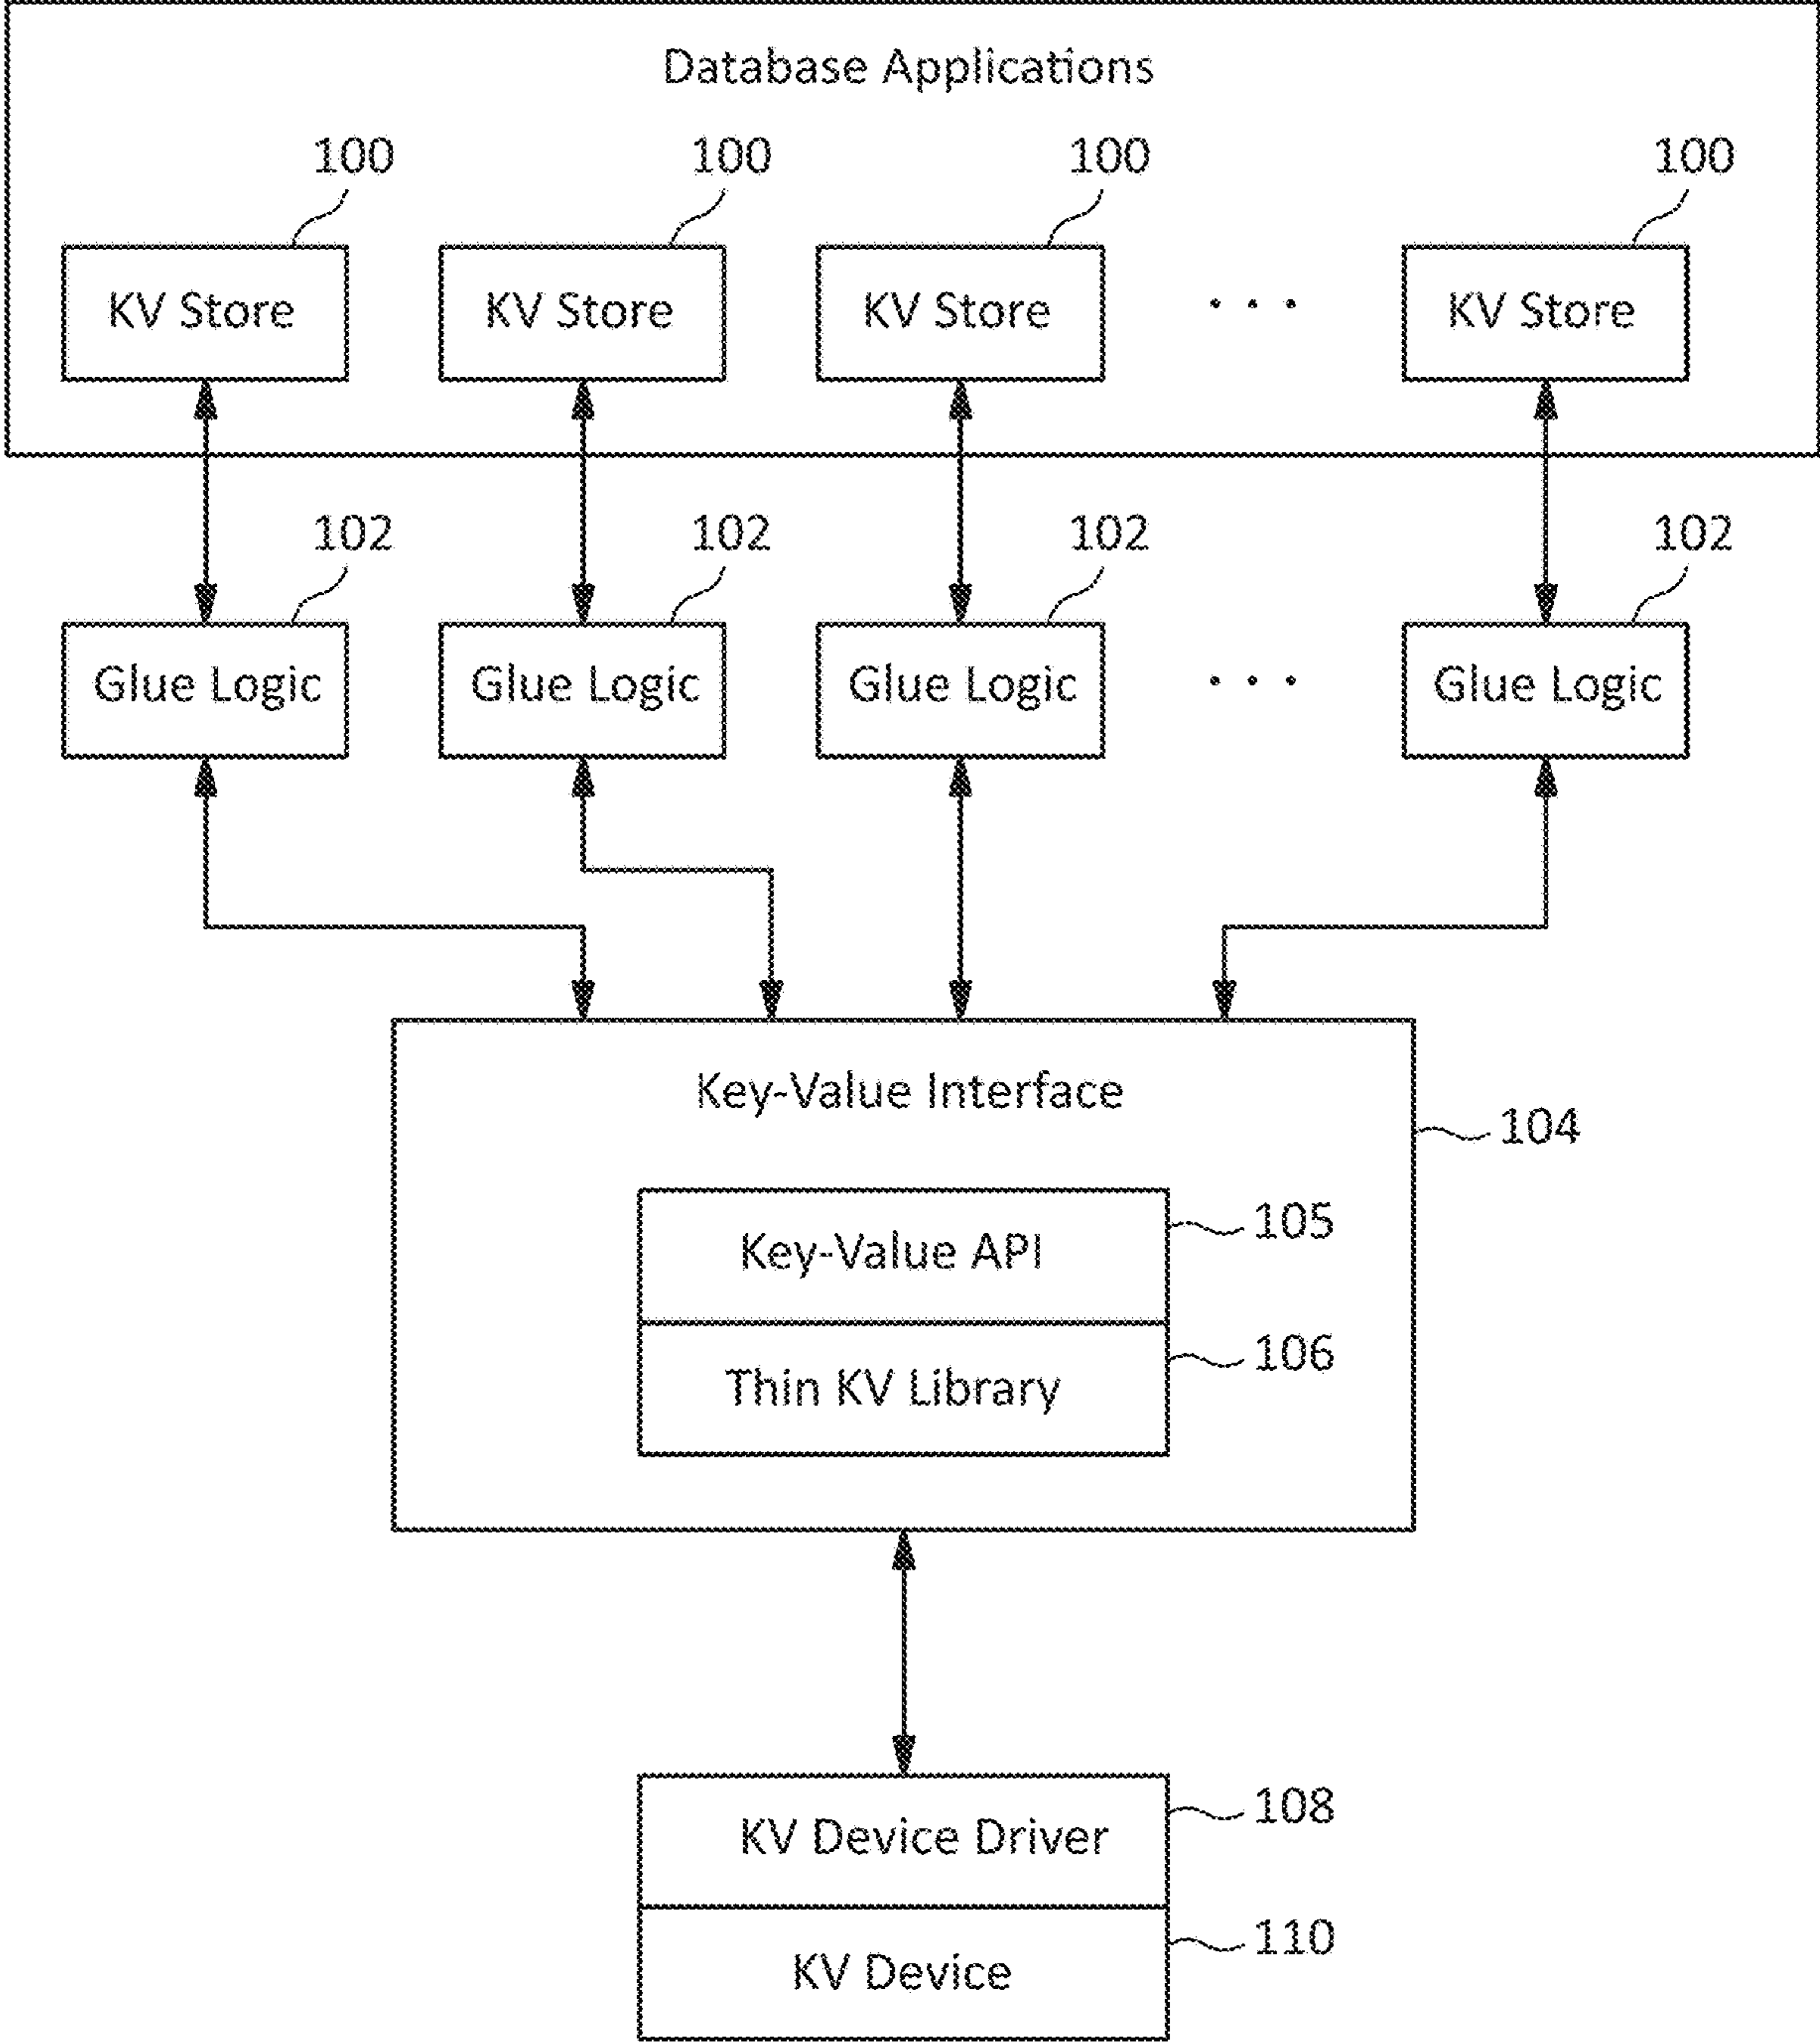 Database Applications
100 100 100 100
KV Store KV Store KV Store . . . KV Store
102 102 102 102
Glue Logic Glue Logic Glue Logic . . . Glue Logic
Key-Value Interface
104
105
Key-Value API
106
Thin KV Library
108
KV Device Driver
110
KV Device